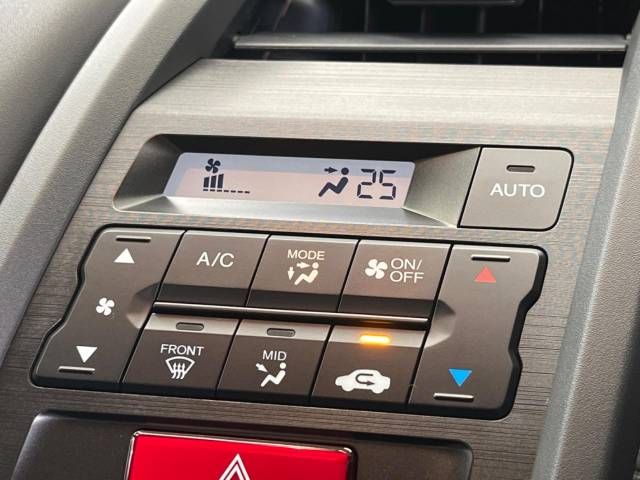 25
AUTO
A/C
MODE
ON/
OFF
FRONT
MID